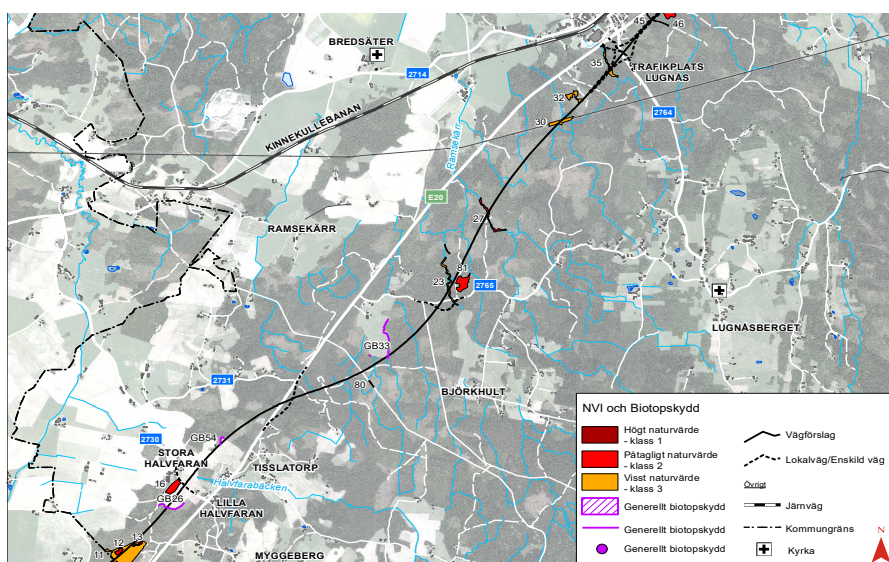 45
46
BREDSÄTER
35
TRAFIKPLATS
LUGNÅS
2714
32
KINNEKULLEBANAN
30
2764
Ramsekärr
E20
27
RAMSEKÄRR
81
23
2765
LUGNÅSBERGET
GB33
2731
80
BJÖRKHULT
2730
GB54
STORA
HALVFARAN
TISSLATORP
16
Halvfarabäcken
GB26
LILLA
HALVFARAN
12
13
11
77
MYGGEBERG
NVI och Biotopskydd
Högt naturvärde
- klass 1
Påtagligt naturvärde
- klass 2
Visst naturvärde
- klass 3
Generellt biotopskydd
Generellt biotopskydd
Generellt biotopskydd
Vägförslag
Lokalväg/Enskild väg
Övrigt
Järnväg
Kommungräns
Kyrka
N